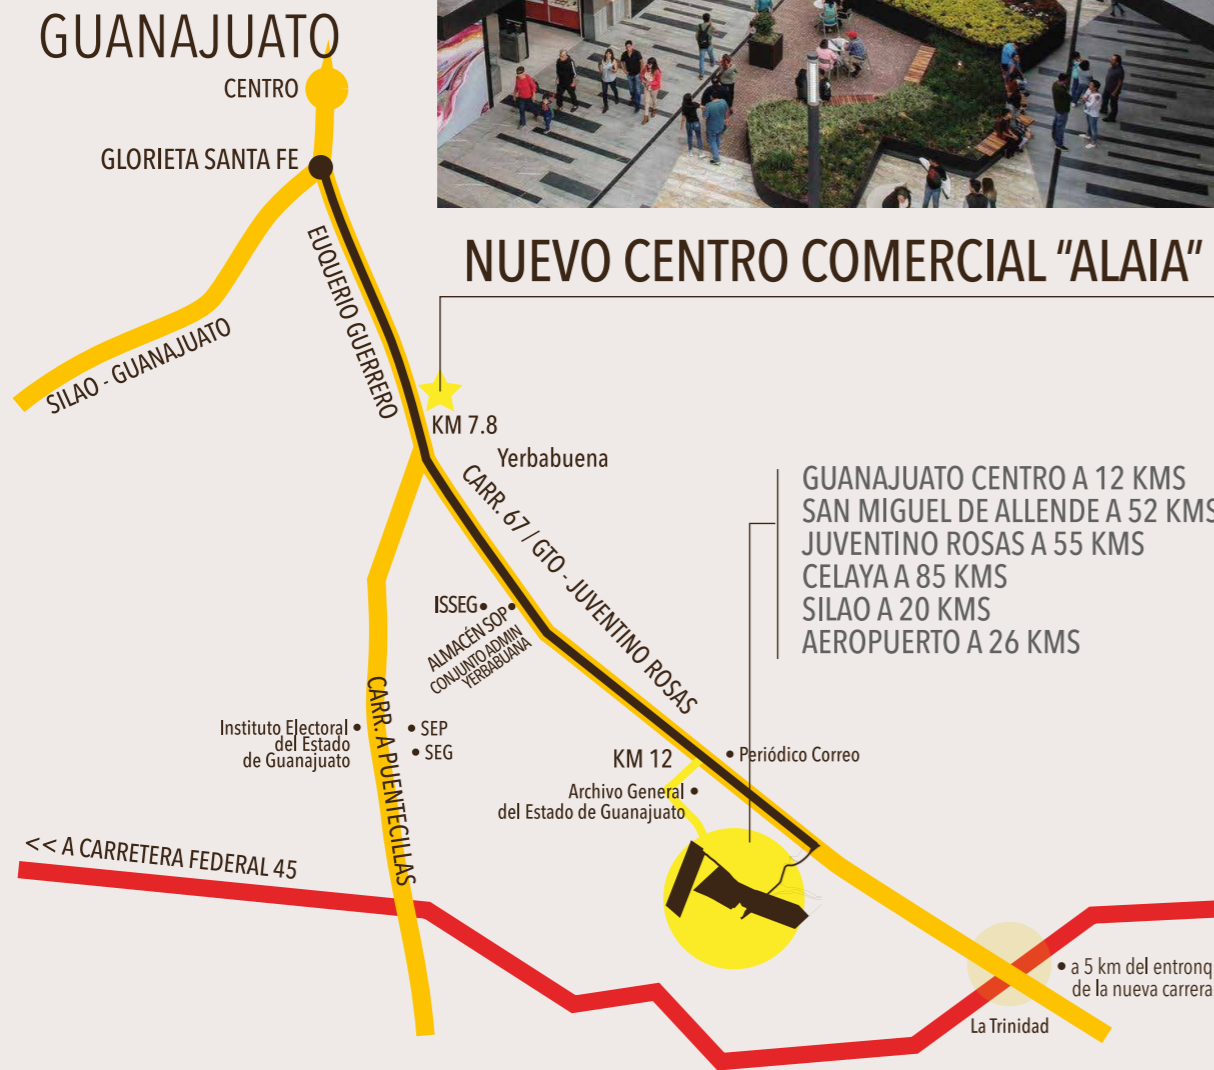 GUANAJUATO
CENTRO
GLORIETA SANTA FE
EUQUERIO GUERRERO
SILAO - GUANAJUATO
NUEVO CENTRO COMERCIAL "ALAIA"
KM 7.8
Yerbabuena
CARR. 67 / GTO - JUVENTINO ROSAS
GUANAJUATO CENTRO A 12 KMS
SAN MIGUEL DE ALLENDE A 52 KMS
JUVENTINO ROSAS A 55 KMS
CELAYA A 85 KMS
SILAO A 20 KMS
AEROPUERTO A 26 KMS
ISSEG
ALMACÉN SOP
CONJUNTO ADMIN
YERBABUANA
CARR. A PUENTECILLAS
Instituto Electoral
del Estado
de Guanajuato
SEP
SEG
KM 12
Periódico Correo
Archivo General
del Estado de Guanajuato
<< A CARRETERA FEDERAL 45
a 5 km del entronq
de la nueva carrera
La Trinidad